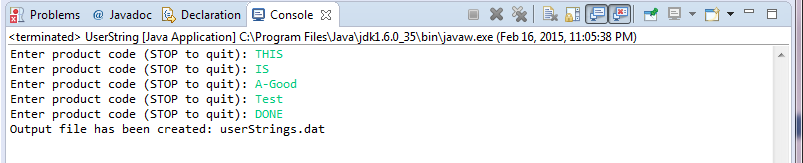 Problems @ Javadoc Declaration Console
<terminated> UserString [Java Application] C:\Program Files\Java\jdk1.6.0_35\bin\javaw.exe (Feb 16, 2015, 11:05:38 PM)
Enter product code (STOP to quit): THIS
Enter product code (STOP to quit): IS
Enter product code (STOP to quit): A-Good
Enter product code (STOP to quit): Test
Enter product code (STOP to quit): DONE
Output file has been created: userStrings.dat